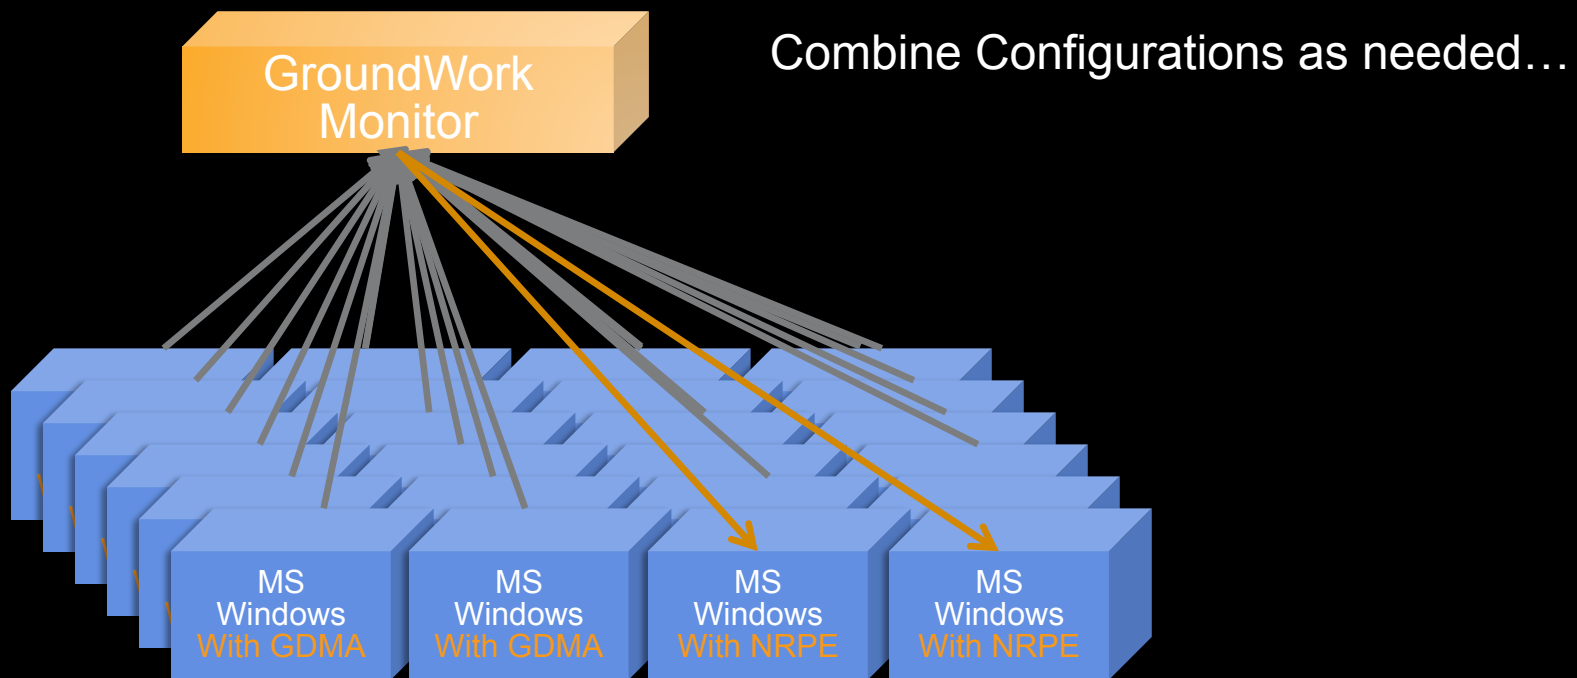 Combine Configurations as needed…
GroundWork
Monitor
MS
Windows
With GDMA
MS
Windows
With GDMA
MS
Windows
With NRPE
MS
Windows
With NRPE